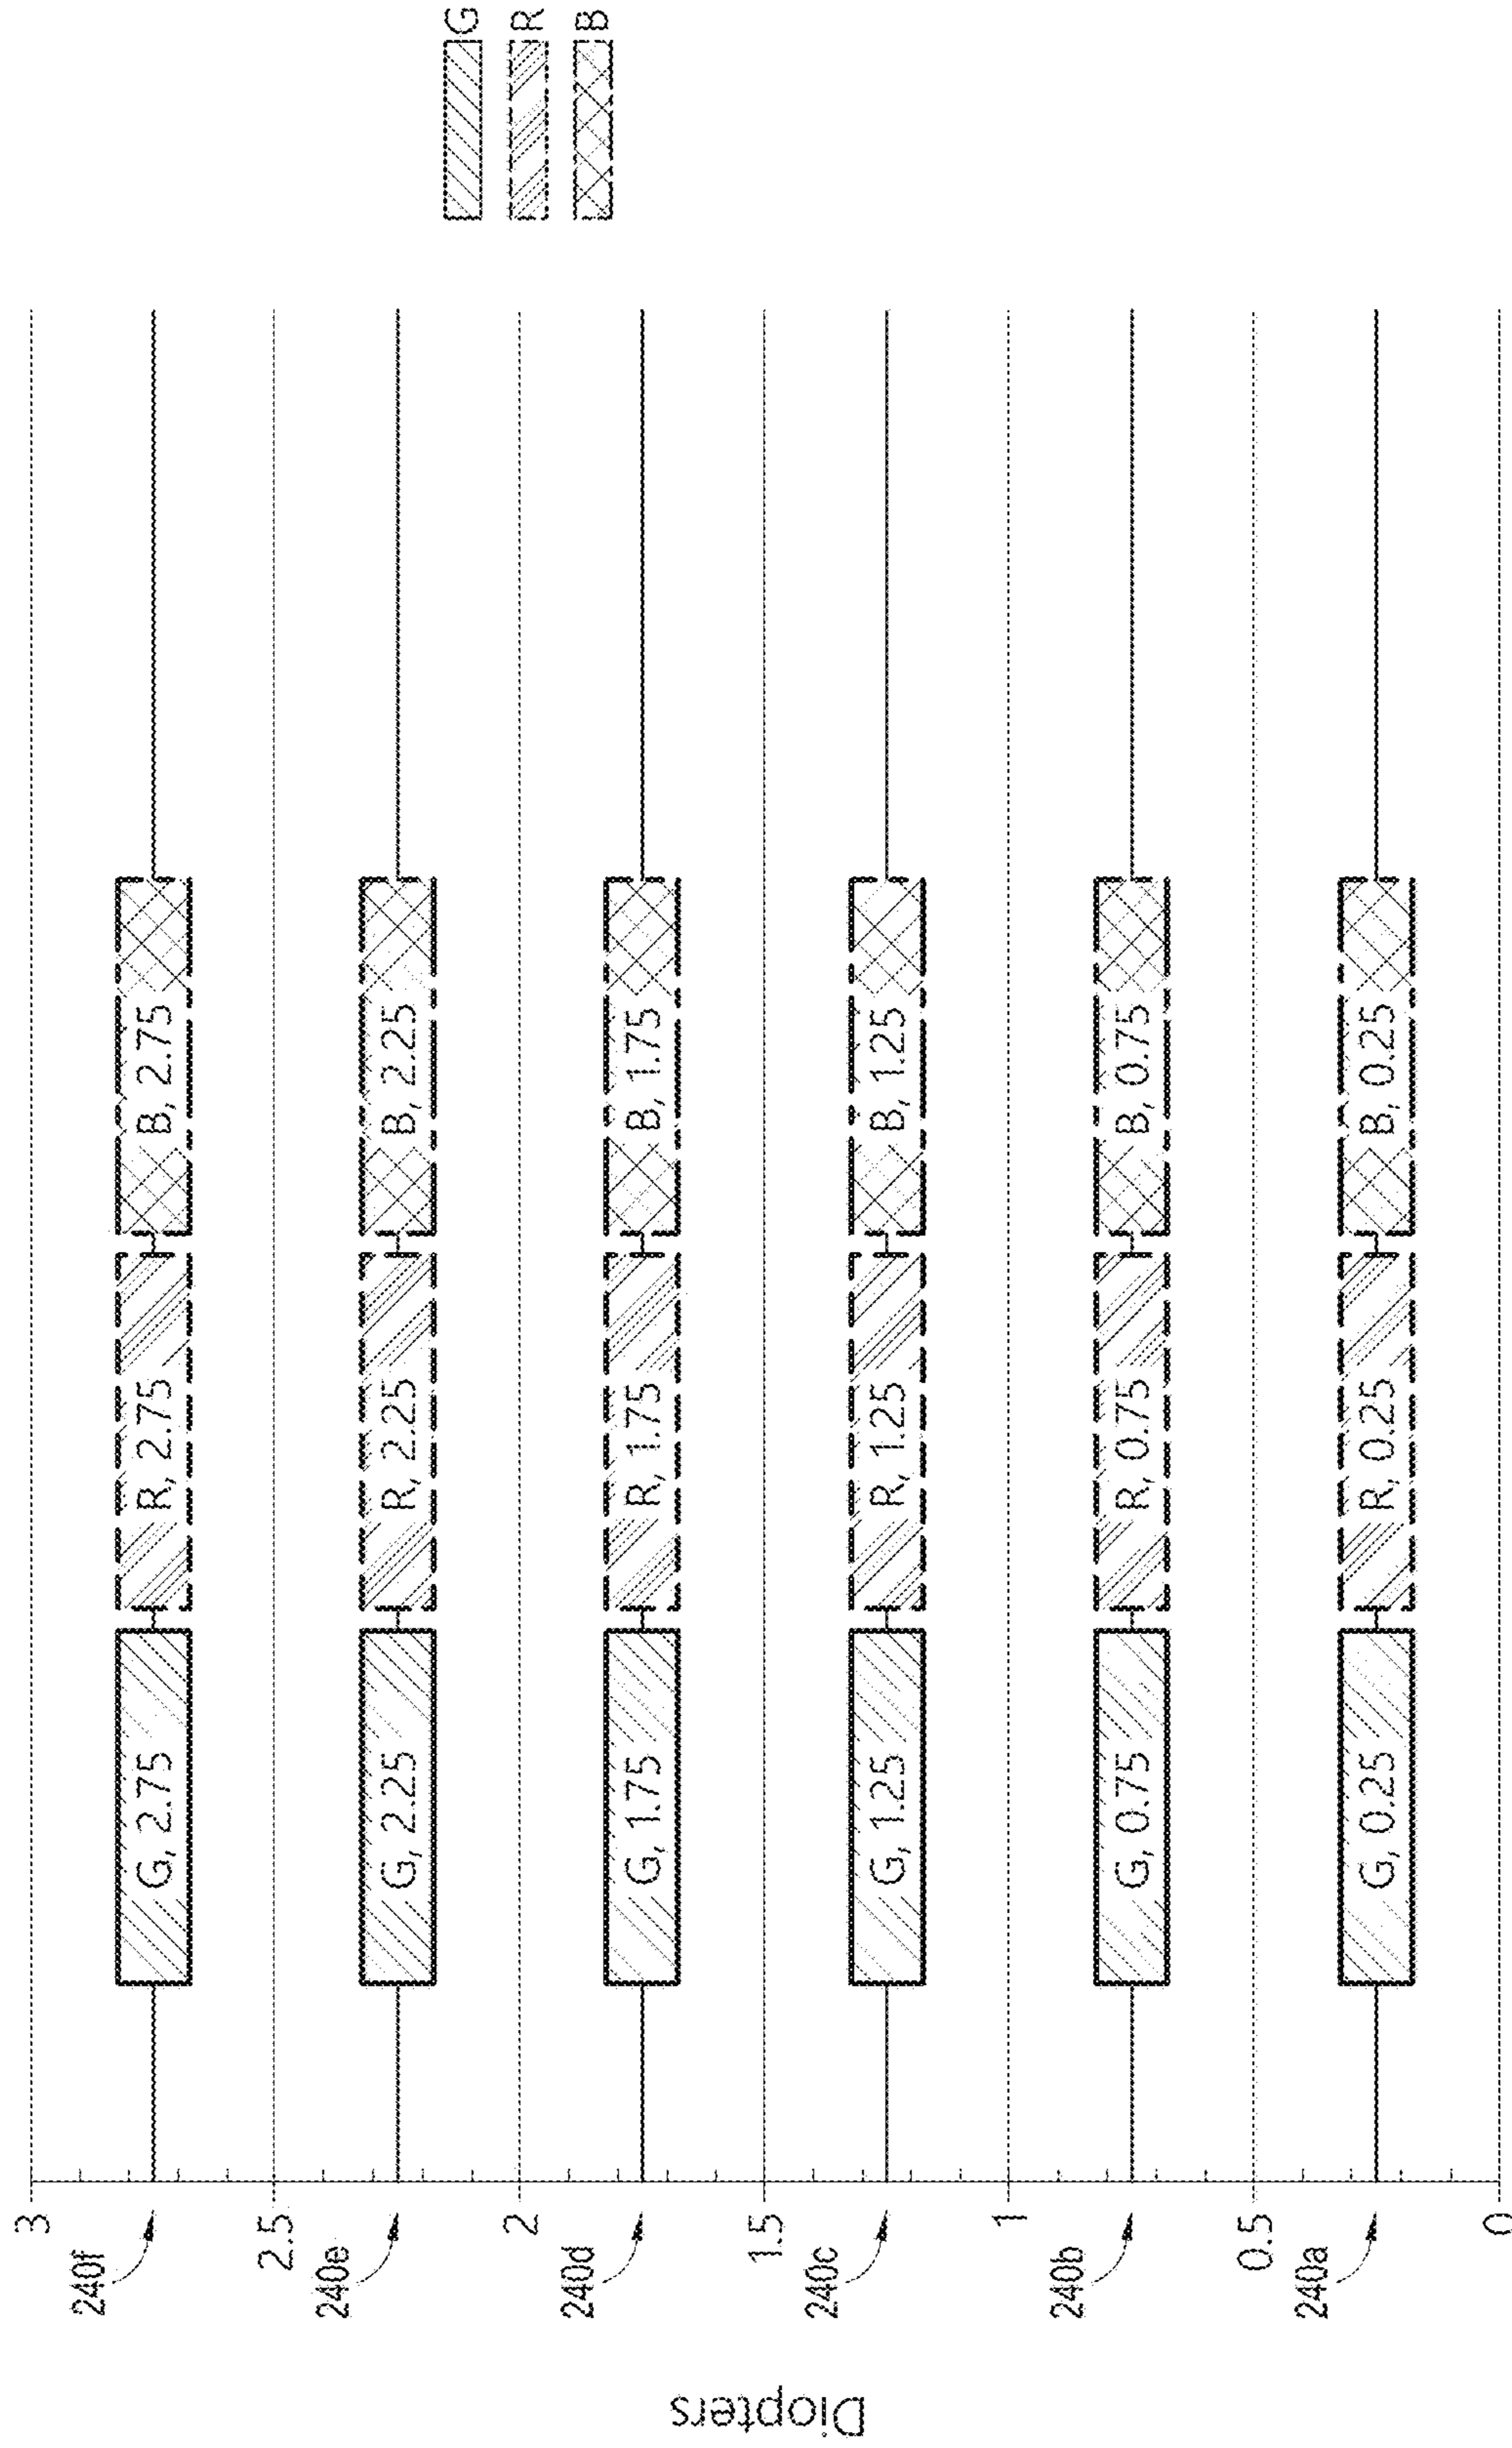 Diopters
3
240f
G, 2.75 R, 2.75 B, 2.75
2.5
240e
G, 2.25 R, 2.25 B, 2.25
2
240d
G, 1.75 R, 1.75 B, 1.75
1.5
240c
G, 1.25 R, 1.25 B, 1.25
1
240b
G, 0.75 R, 0.75 B, 0.75
0.5
240a
G, 0.25 R, 0.25 B, 0.25
0
G
R
B